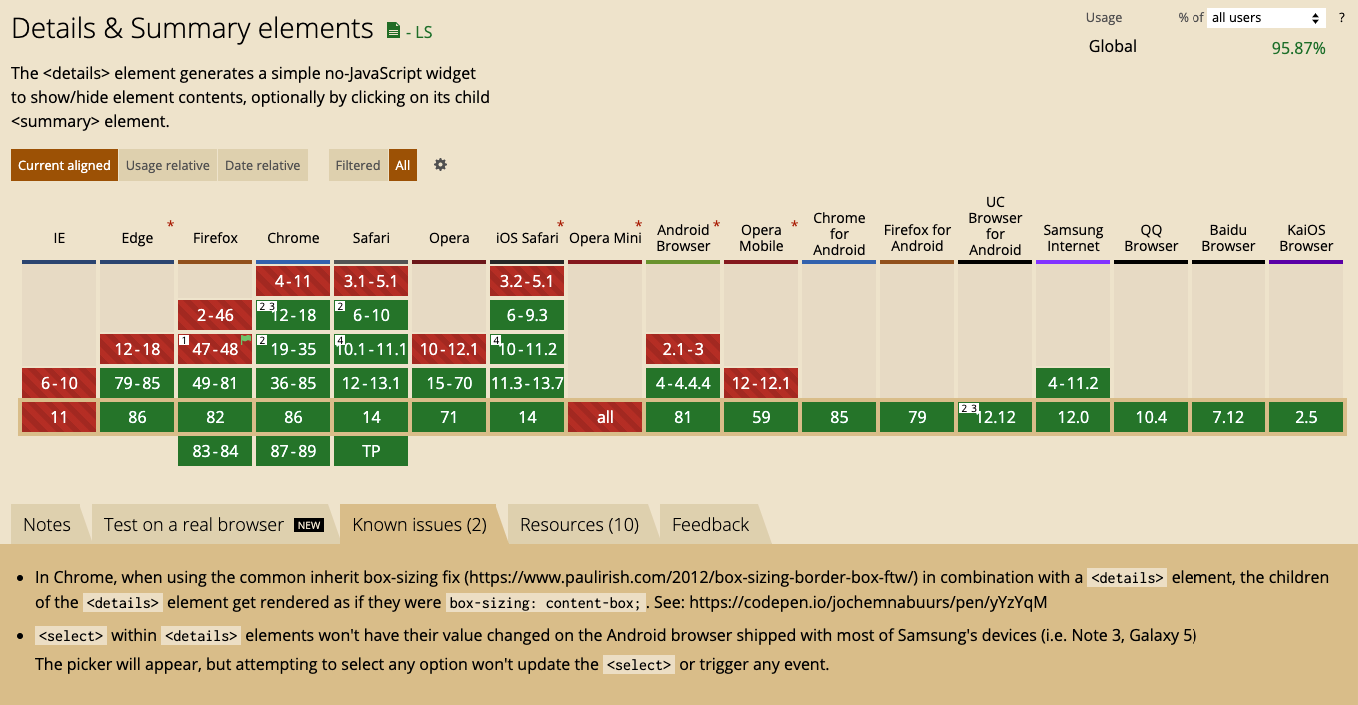 Details & Summary elements - LS
Usage % of all users ?
Global 95.87%
The <details> element generates a simple no-JavaScript widget
to show/hide element contents, optionally by clicking on its child
<summary> element.
Current aligned Usage relative Date relative Filtered All
IE Edge * Firefox Chrome Safari Opera iOS Safari * Opera Mini * Android Browser * Opera Mobile * Chrome for Android Firefox for Android UC Browser for Android Samsung Internet QQ Browser Baidu Browser KaiOS Browser
4-11 3.1-5.1 3.2-5.1
2-46 2 3 12-18 2 6-10 6-9.3
12-18 1 47-48 2 19-35 4 10.1-11.1 10-12.1 4 10-11.2 2.1-3
6-10 79-85 49-81 36-85 12-13.1 15-70 11.3-13.7 4-4.4.4 12-12.1 4-11.2
11 86 82 86 14 71 14 all 81 59 85 79 2 3 12.12 12.0 10.4 7.12 2.5
83-84 87-89 TP
Notes Test on a real browser NEW Known issues (2) Resources (10) Feedback
• In Chrome, when using the common inherit box-sizing fix (https://www.paulirish.com/2012/box-sizing-border-box-ftw/) in combination with a <details> element, the children
of the <details> element get rendered as if they were box-sizing: content-box;. See: https://codepen.io/jochemnabuurs/pen/yYzYqM
• <select> within <details> elements won't have their value changed on the Android browser shipped with most of Samsung's devices (i.e. Note 3, Galaxy 5)
The picker will appear, but attempting to select any option won't update the <select> or trigger any event.